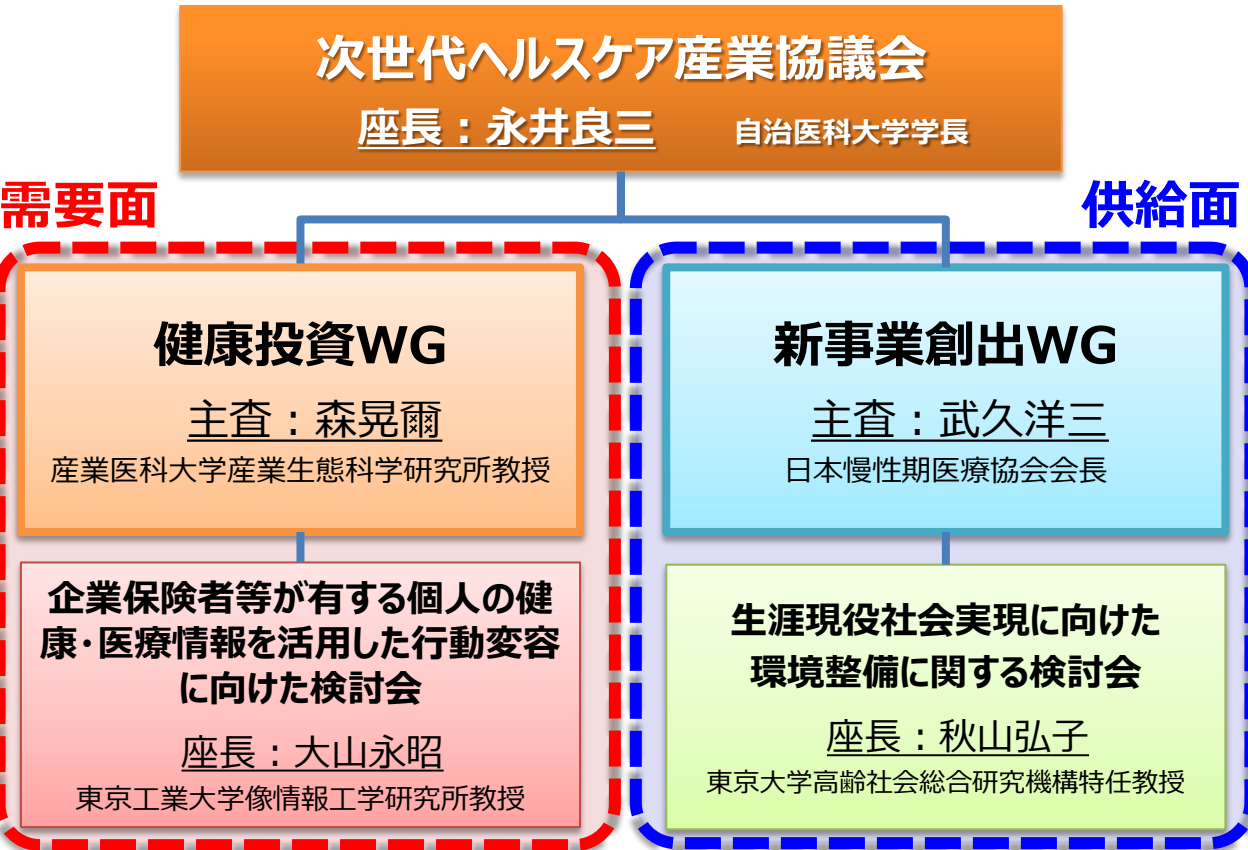 次世代ヘルスケア産業協議会
座長：永井良三　自治医科大学学長
需要面
供給面
健康投資WG
主査：森晃爾
産業医科大学産業生態科学研究所教授
企業保険者等が有する個人の健
康・医療情報を活用した行動変容
に向けた検討会
座長：大山永昭
東京工業大学像情報工学研究所教授
新事業創出WG
主査：武久洋三
日本慢性期医療協会会長
生涯現役社会実現に向けた
環境整備に関する検討会
座長：秋山弘子
東京大学高齢社会総合研究機構特任教授